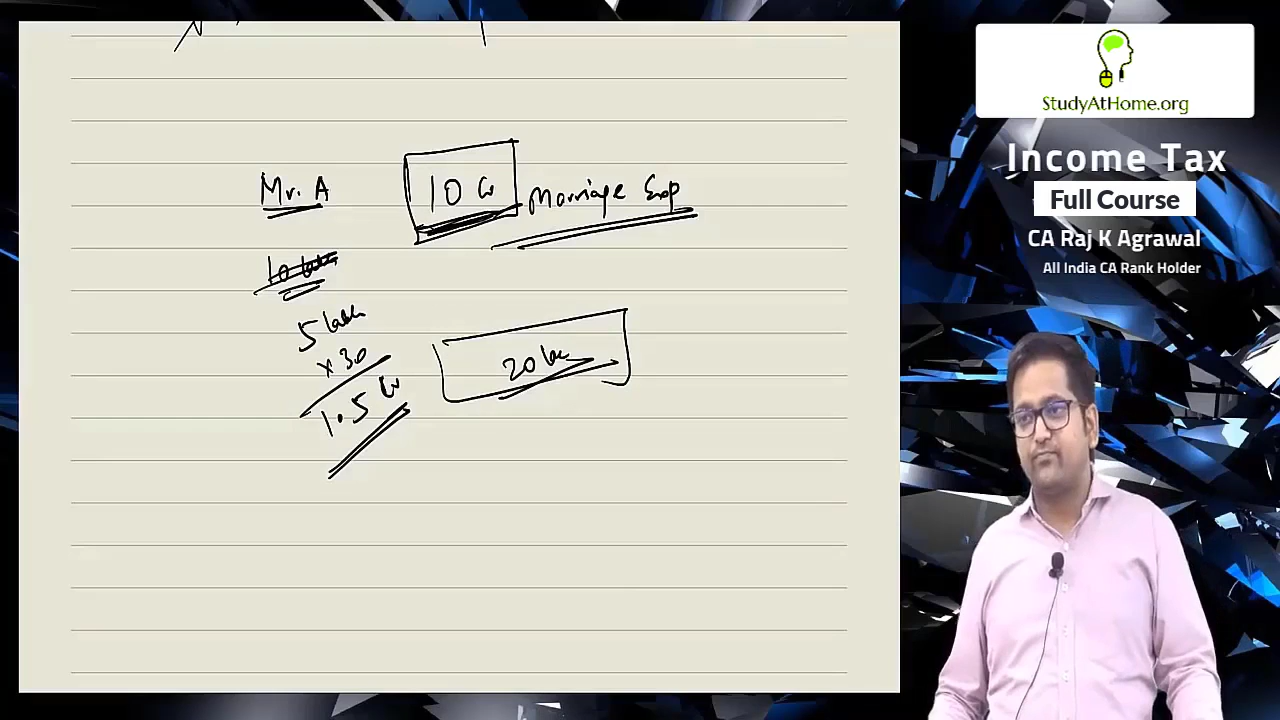 StudyAtHome.org
Income Tax
Full Course
CA Raj K Agrawal
All India CA Rank Holder
Mr. A 10 Cr Marriage Exp
5 lakh
x 30
1.5 Cr
20 lac